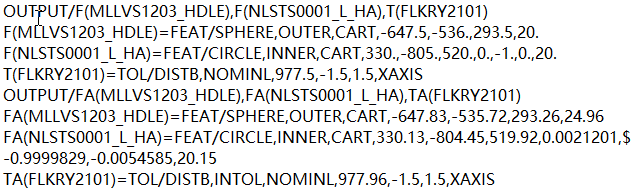 OUTPUT/F(MLLVS1203_HDLE),F(NLSTS0001_L_HA),T(FLKRY2101)
F(MLLVS1203_HDLE)=FEAT/SPHERE,OUTER,CART,-647.5,-536.,293.5,20.
F(NLSTS0001_L_HA)=FEAT/CIRCLE,INNER,CART,330.,-805.,520.,0.,-1.,0.,20.
T(FLKRY2101)=TOL/DISTB,NOMINL,977.5,-1.5,1.5,XAXIS
OUTPUT/FA(MLLVS1203_HDLE),FA(NLSTS0001_L_HA),TA(FLKRY2101)
FA(MLLVS1203_HDLE)=FEAT/SPHERE,OUTER,CART,-647.83,-535.72,293.26,24.96
FA(NLSTS0001_L_HA)=FEAT/CIRCLE,INNER,CART,330.13,-804.45,519.92,0.0021201,$
-0.9999829,-0.0054585,20.15
TA(FLKRY2101)=TOL/DISTB,INTOL,NOMINL,977.96,-1.5,1.5,XAXIS